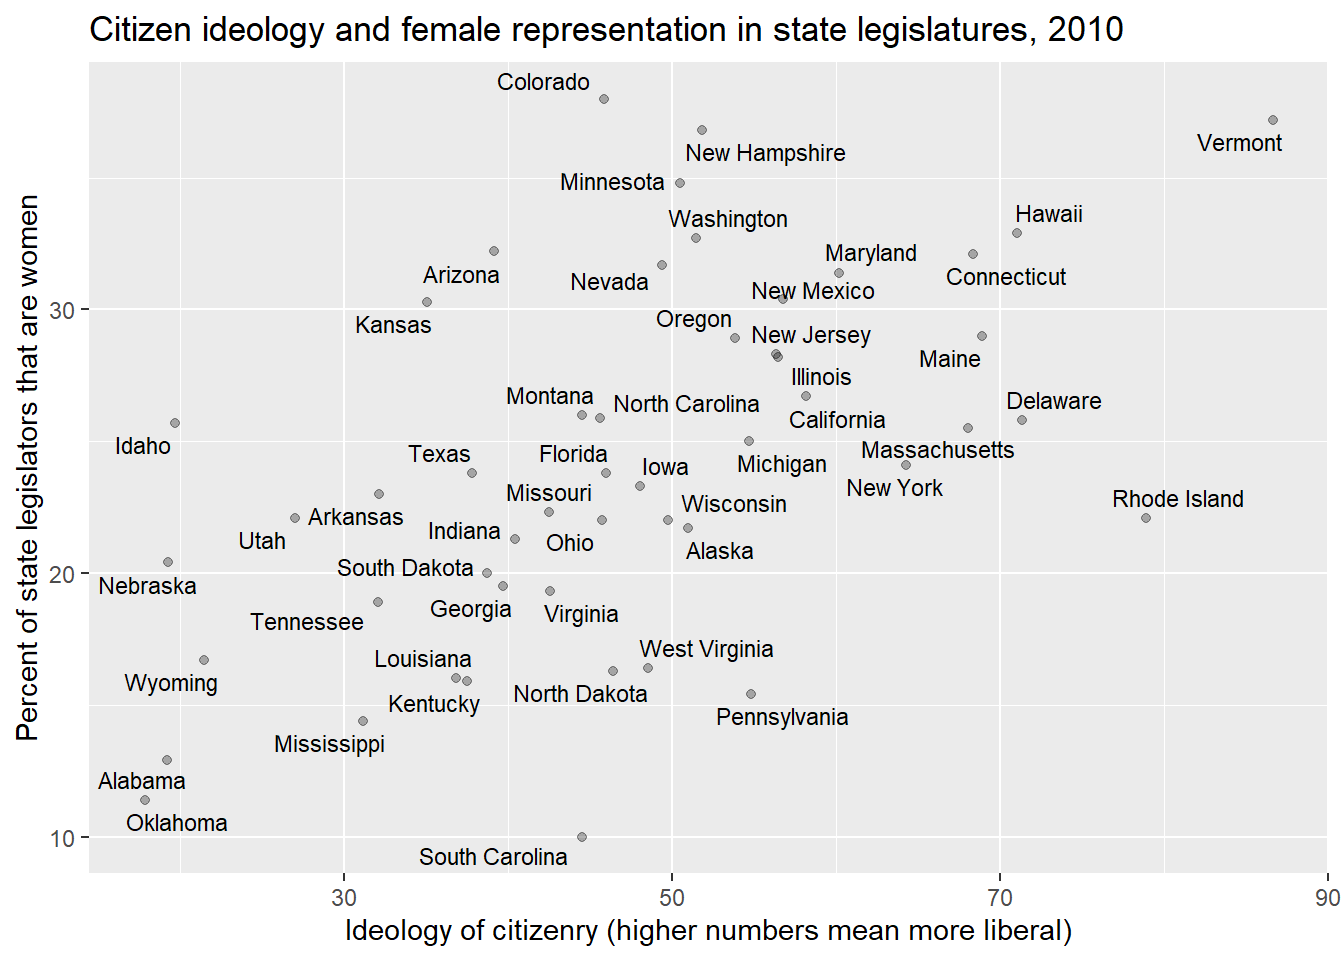 Citizen ideology and female representation in state legislatures, 2010
Colorado
Vermont
New Hampshire
Minnesota
Washington
Hawaii
Maryland
Arizona
Nevada
Connecticut
New Mexico
Kansas
Oregon
New Jersey
Maine
Illinois
Montana
North Carolina
Delaware
California
Idaho
Texas
Florida
Massachusetts
Iowa
Michigan
New York
Missouri
Wisconsin
Rhode Island
Arkansas
Utah
Indiana
Ohio
Alaska
South Dakota
Nebraska
Georgia
Virginia
Tennessee
Louisiana
West Virginia
Wyoming
Kentucky
North Dakota
Pennsylvania
Mississippi
Alabama
Oklahoma
South Carolina
30
20
10
Percent of state legislators that are women
30 50 70 90
Ideology of citizenry (higher numbers mean more liberal)